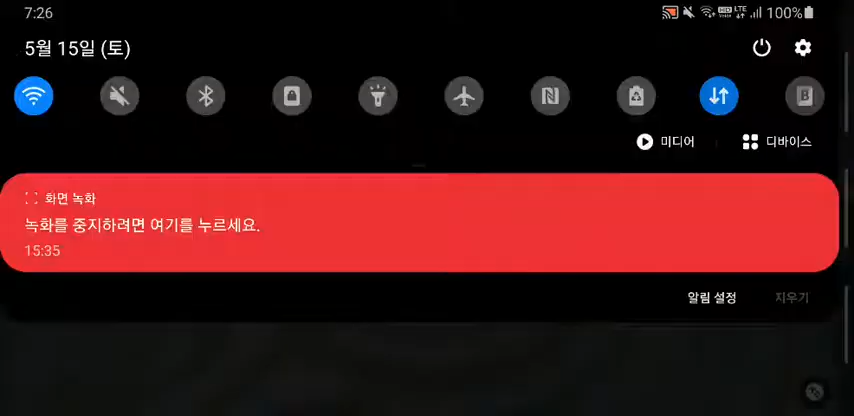 7:26
HD LTE 100%
5월 15일 (토)
미디어
디바이스
화면 녹화
녹화를 중지하려면 여기를 누르세요.
15:35
알림 설정
지우기